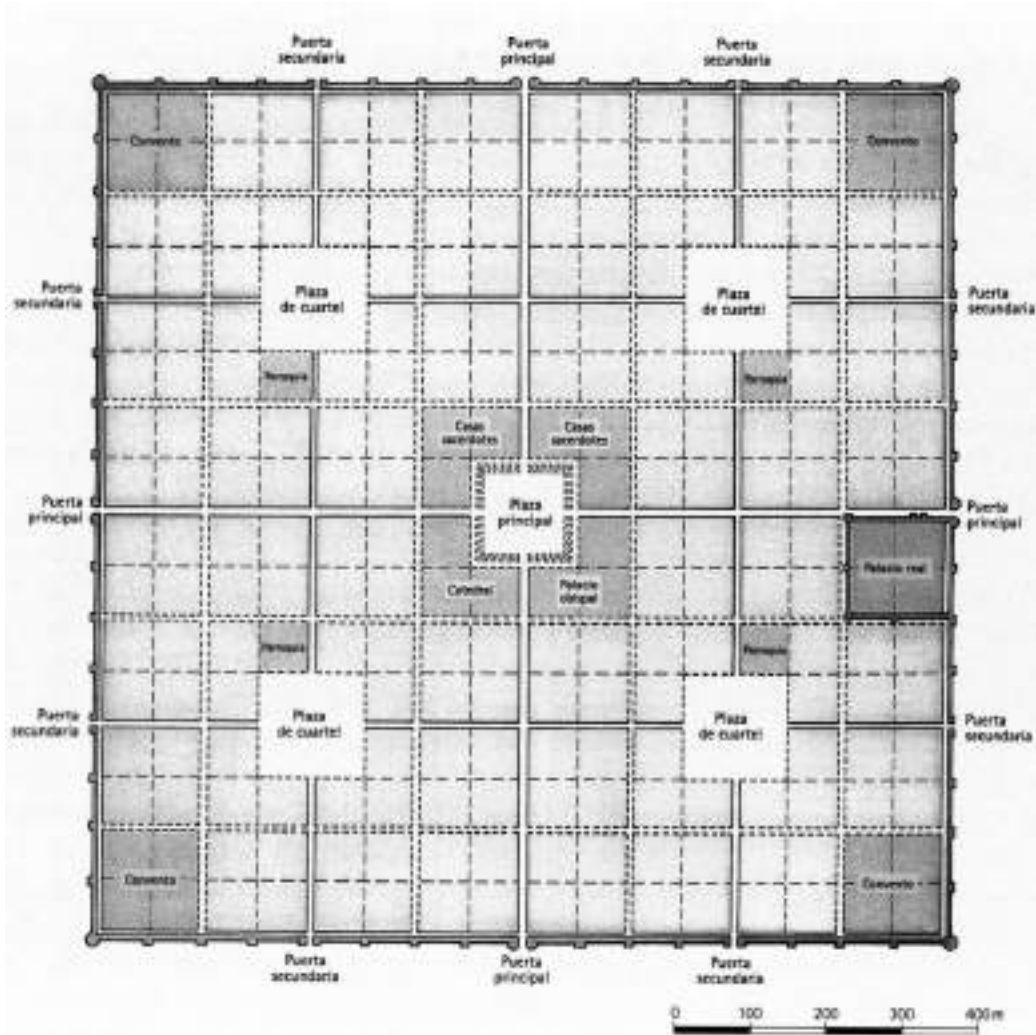 Puerta
secundaria
Puerta
principal
Puerta
secundaria
Convento
Convento
Puerta
secundaria
Plaza
de cuartel
Plaza
de cuartel
Puerta
secundaria
Parroquia
Parroquia
Casas
sacerdotes
Casas
sacerdotes
Puerta
principal
Plaza
principal
Puerta
principal
Catedral
Palacio
obispal
Palacio real
Parroquia
Parroquia
Puerta
secundaria
Plaza
de cuartel
Plaza
de cuartel
Puerta
secundaria
Convento
Convento
Puerta
secundaria
Puerta
principal
Puerta
secundaria
0 100 200 300 400 m